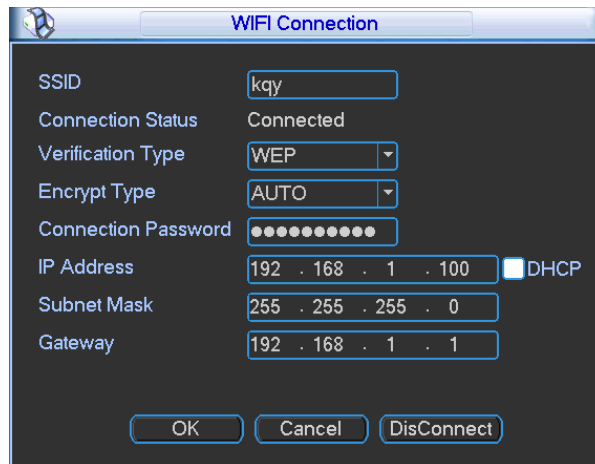 WIFI Connection
SSID kqy
Connection Status Connected
Verification Type WEP
Encrypt Type AUTO
Connection Password ●●●●●●●●●●
IP Address 192 . 168 . 1 . 100 DHCP
Subnet Mask 255 . 255 . 255 . 0
Gateway 192 . 168 . 1 . 1
OK Cancel DisConnect